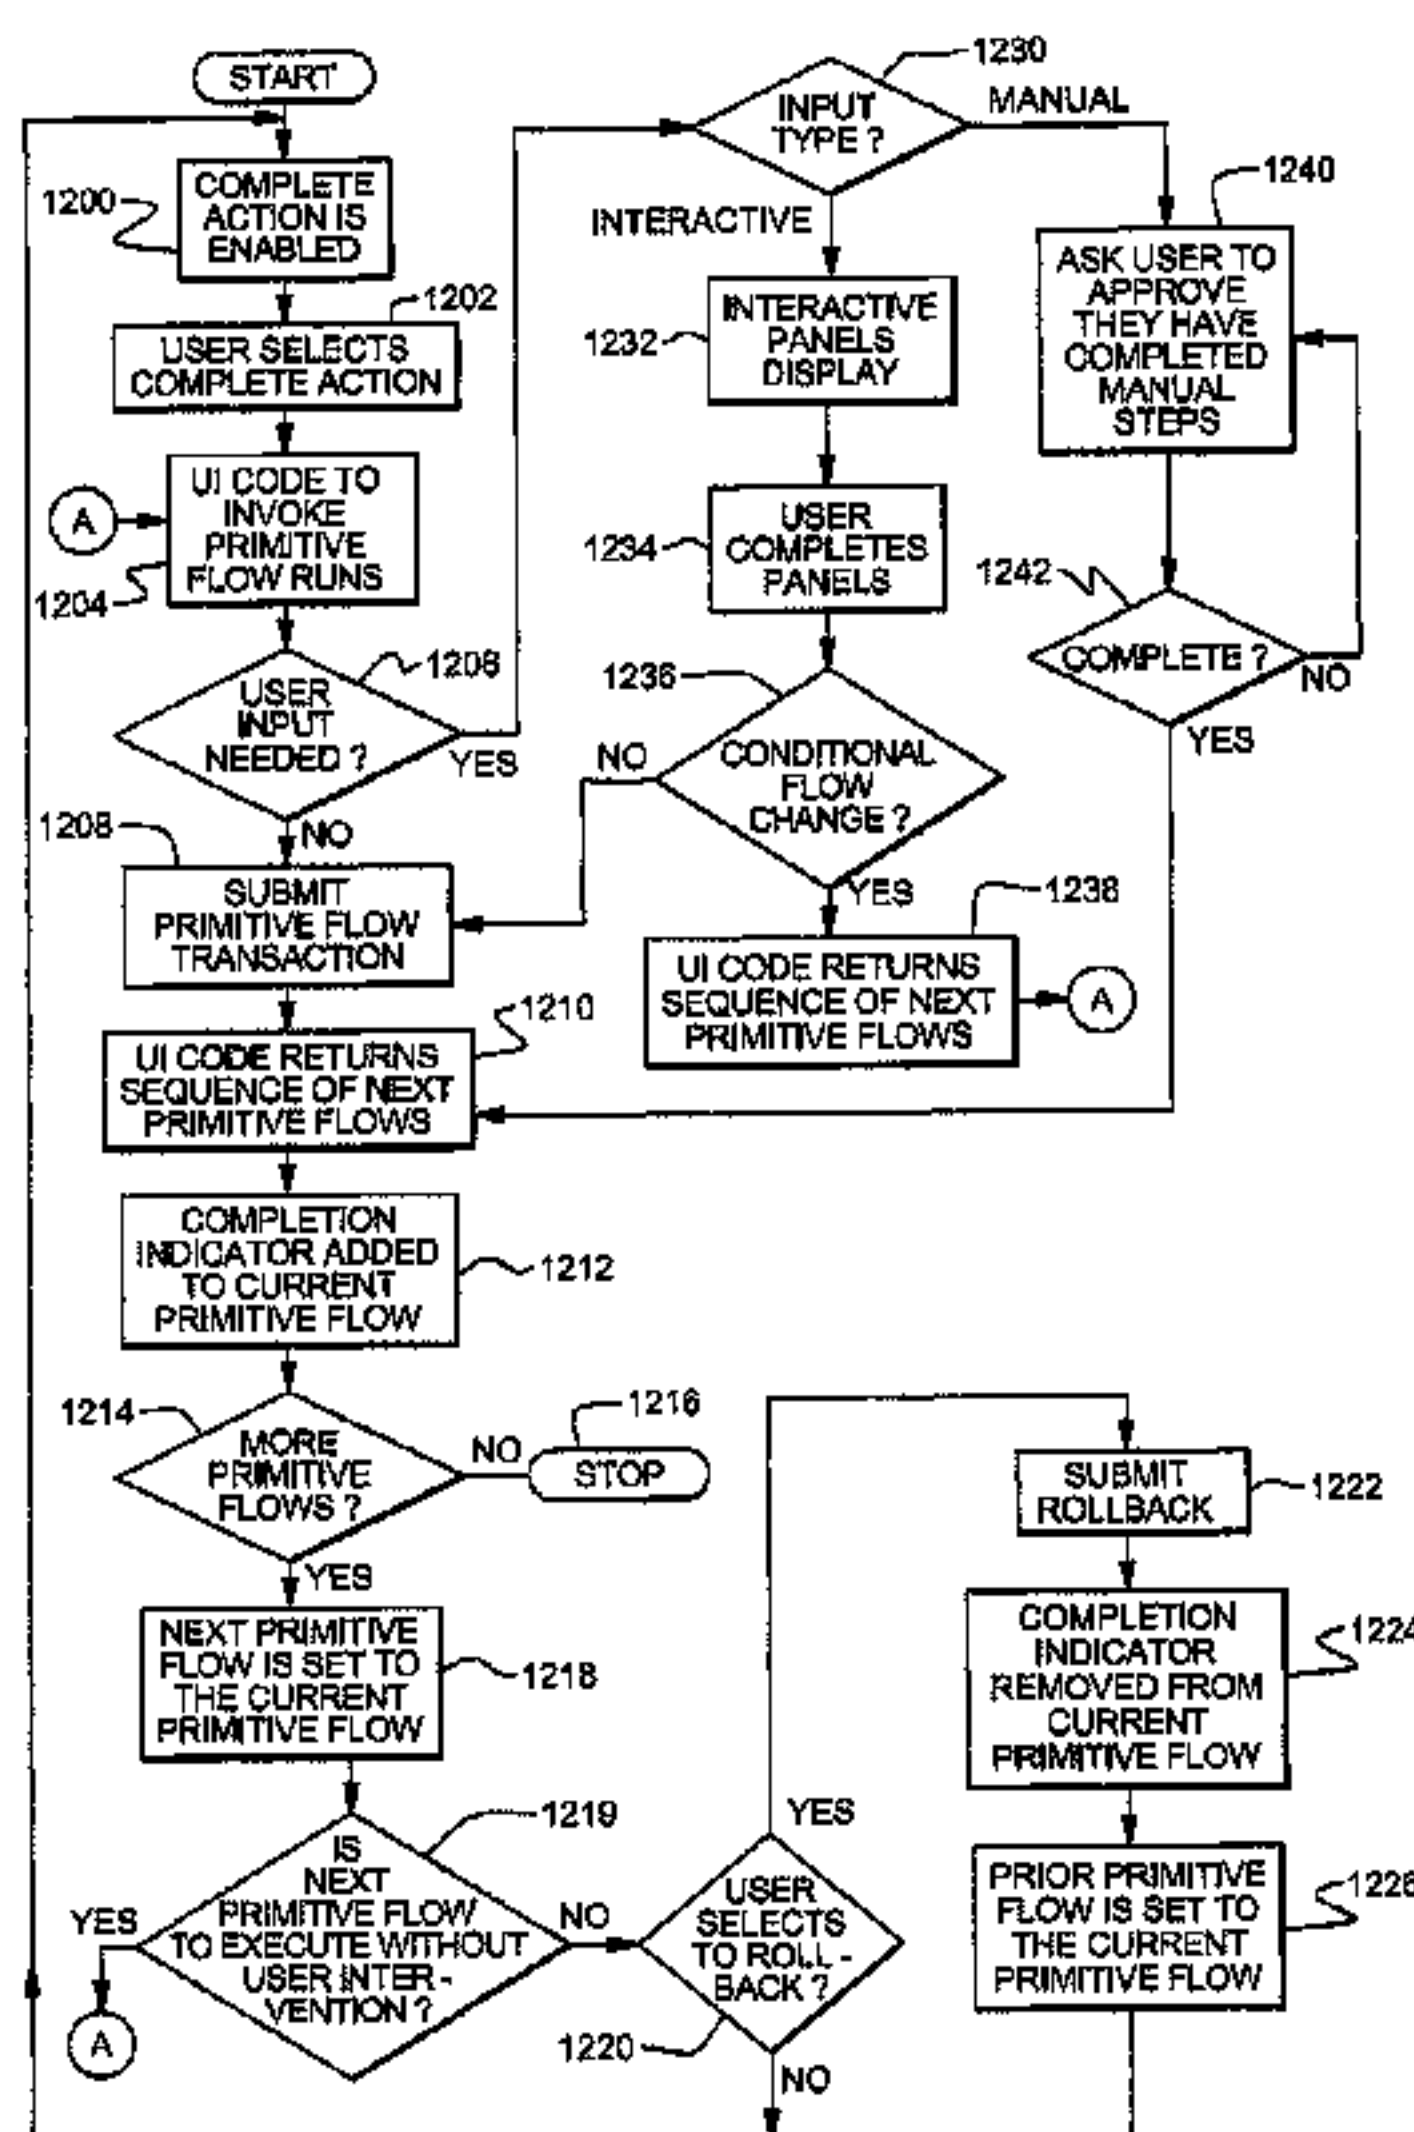 START
1200
COMPLETE
ACTION IS
ENABLED
1202
USER SELECTS
COMPLETE ACTION
A
UI CODE TO
INVOKE
PRIMITIVE
FLOW RUNS
1204
1206
USER
INPUT
NEEDED ?
YES
NO
1208
SUBMIT
PRIMITIVE FLOW
TRANSACTION
1210
UI CODE RETURNS
SEQUENCE OF NEXT
PRIMITIVE FLOWS
COMPLETION
INDICATOR ADDED
TO CURRENT
PRIMITIVE FLOW
1212
1214
MORE
PRIMITIVE
FLOWS ?
NO
1216
STOP
YES
NEXT PRIMITIVE
FLOW IS SET TO
THE CURRENT
PRIMITIVE FLOW
1218
1219
IS
NEXT
PRIMITIVE FLOW
TO EXECUTE WITHOUT
USER INTER -
VENTION ?
YES
A
NO
USER
SELECTS
TO ROLL -
BACK ?
1220
YES
NO
1230
INPUT
TYPE ?
MANUAL
INTERACTIVE
1232
INTERACTIVE
PANELS
DISPLAY
1234
USER
COMPLETES
PANELS
1236
CONDITIONAL
FLOW
CHANGE ?
NO
YES
1238
UI CODE RETURNS
SEQUENCE OF NEXT
PRIMITIVE FLOWS
A
1240
ASK USER TO
APPROVE
THEY HAVE
COMPLETED
MANUAL
STEPS
1242
COMPLETE ?
NO
YES
SUBMIT
ROLLBACK
1222
COMPLETION
INDICATOR
REMOVED FROM
CURRENT
PRIMITIVE FLOW
1224
PRIOR PRIMITIVE
FLOW IS SET TO
THE CURRENT
PRIMITIVE FLOW
1226